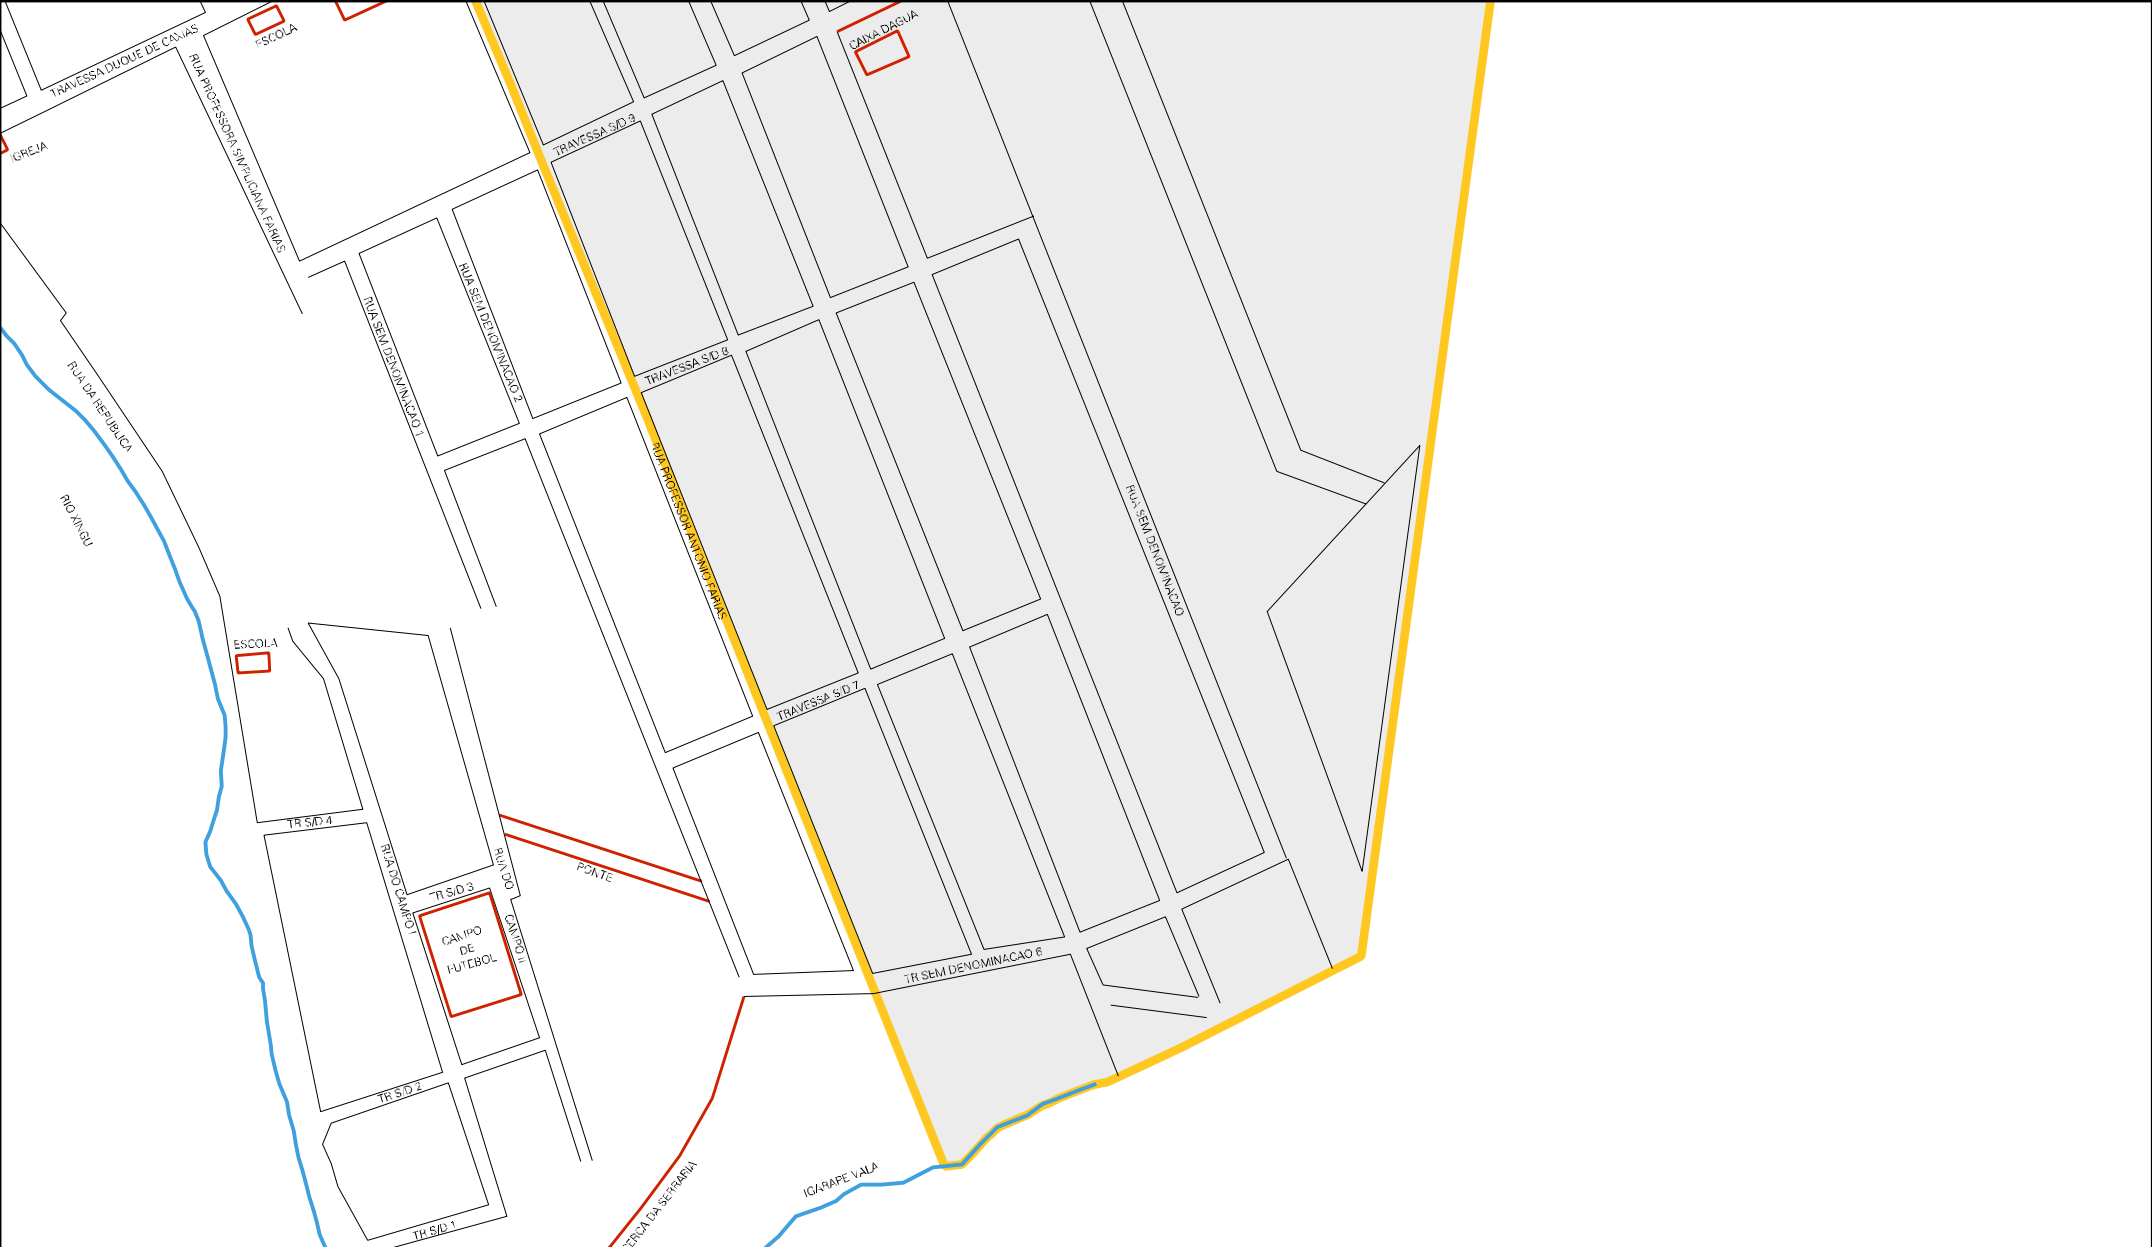 CAIXA DAGUA
ESCOLA
TRAVESSA DUQUE DE CAXIAS
RUA PROFESSORA SIMPLICIANA FARIAS
IGREJA
TRAVESSA S/D 9
RUA SEM DENOMINACAO 2
RUA SEM DENOMINACAO 1
TRAVESSA S/D 8
RUA DA REPUBLICA
RUA PROFESSOR ANTONIO FARIAS
RUA SEM DENOMINACAO
RIO XINGU
ESCOLA
TRAVESSA S/D 7
TR S/D 4
RUA DO CAMPO I
RUA DO
CAMPO II
PONTE
TR S/D 3
CAMPO
DE
FUTEBOL
TR SEM DENOMINACAO 6
TR S/D 2
IGARAPE VALA
CERCA DA SERRARIA
TR S/D 1